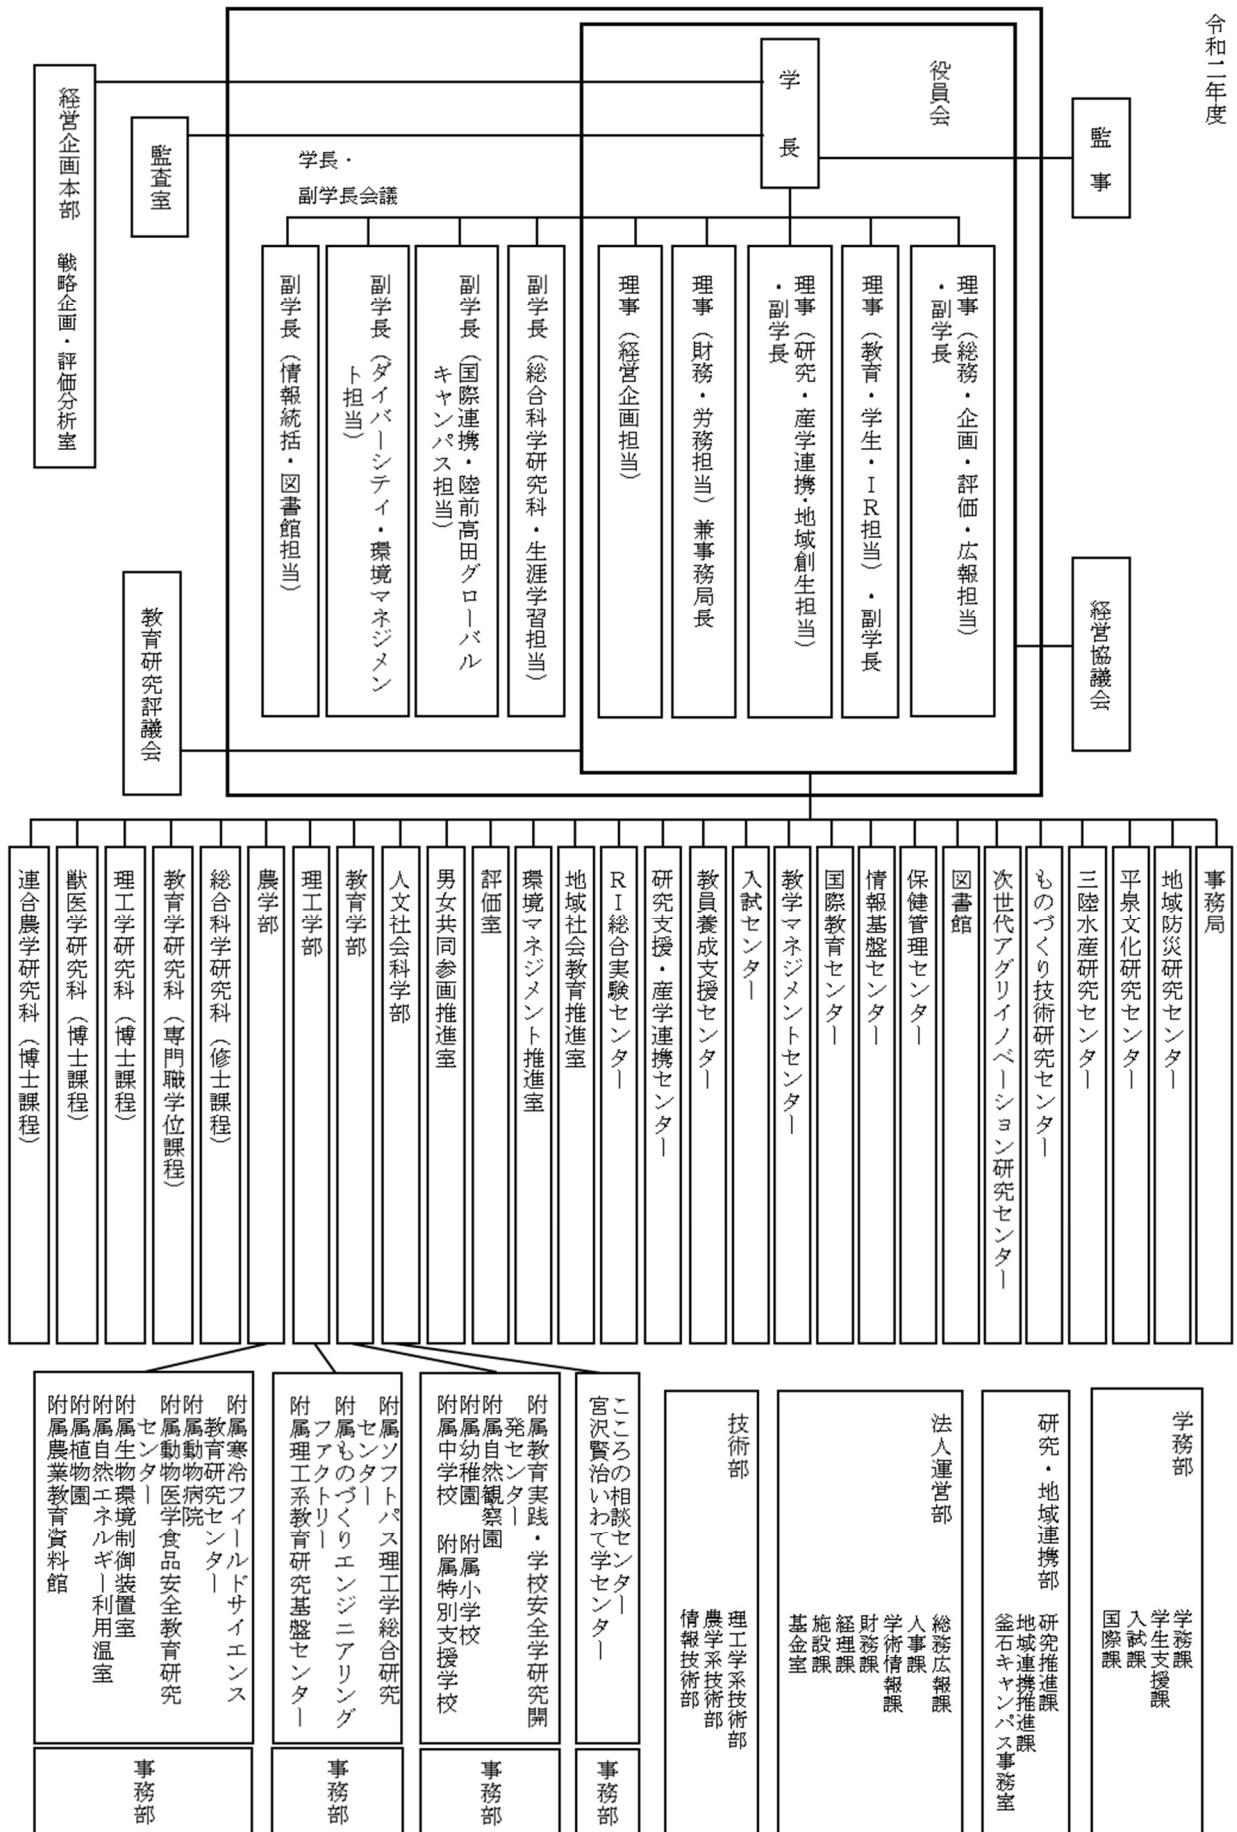 令和二年度
監事
役員会
学長
学長・
副学長会議
監査室
経営企画本部 戦略企画・評価分析室
理事（総務・企画・評価・広報担当）
・副学長
理事（教育・学生・ＩＲ担当）・副学長
理事（研究・産学連携・地域創生担当）
・副学長
理事（財務・労務担当）兼事務局長
理事（経営企画担当）
副学長（総合科学研究科・生涯学習担当）
副学長（国際連携・陸前高田グローバル
キャンパス担当）
副学長（ダイバーシティ・環境マネジメン
ト担当）
副学長（情報統括・図書館担当）
経営協議会
教育研究評議会
事務局
地域防災研究センター
平泉文化研究センター
三陸水産研究センター
ものづくり技術研究センター
次世代アグリイノベーション研究センター
図書館
保健管理センター
情報基盤センター
国際教育センター
教学マネジメントセンター
入試センター
教員養成支援センター
研究支援・産学連携センター
ＲＩ総合実験センター
地域社会教育推進室
環境マネジメント推進室
評価室
男女共同参画推進室
人文社会科学部
教育学部
理工学部
農学部
総合科学研究科（修士課程）
教育学研究科（専門職学位課程）
理工学研究科（博士課程）
獣医学研究科（博士課程）
連合農学研究科（博士課程）
学務部
学務課
学生支援課
入試課
国際課
研究・地域連携部
研究推進課
地域連携推進課
釜石キャンパス事務室
法人運営部
総務広報課
人事課
学術情報課
財務課
経理課
施設課
基金室
技術部
理工学系技術部
農学系技術部
情報技術部
こころの相談センター
宮沢賢治いわて学センター
事務部
附属教育実践・学校安全学研究開
発センター
附属自然観察園
附属幼稚園 附属小学校
附属中学校 附属特別支援学校
事務部
附属ソフトパス理工学総合研究
センター
附属ものづくりエンジニアリング
ファクトリー
附属理工系教育研究基盤センター
事務部
附属寒冷フィールドサイエンス
教育研究センター
附属動物病院
附属動物医学食品安全教育研究
センター
附属生物環境制御装置室
附属自然エネルギー利用温室
附属植物園
附属農業教育資料館
事務部